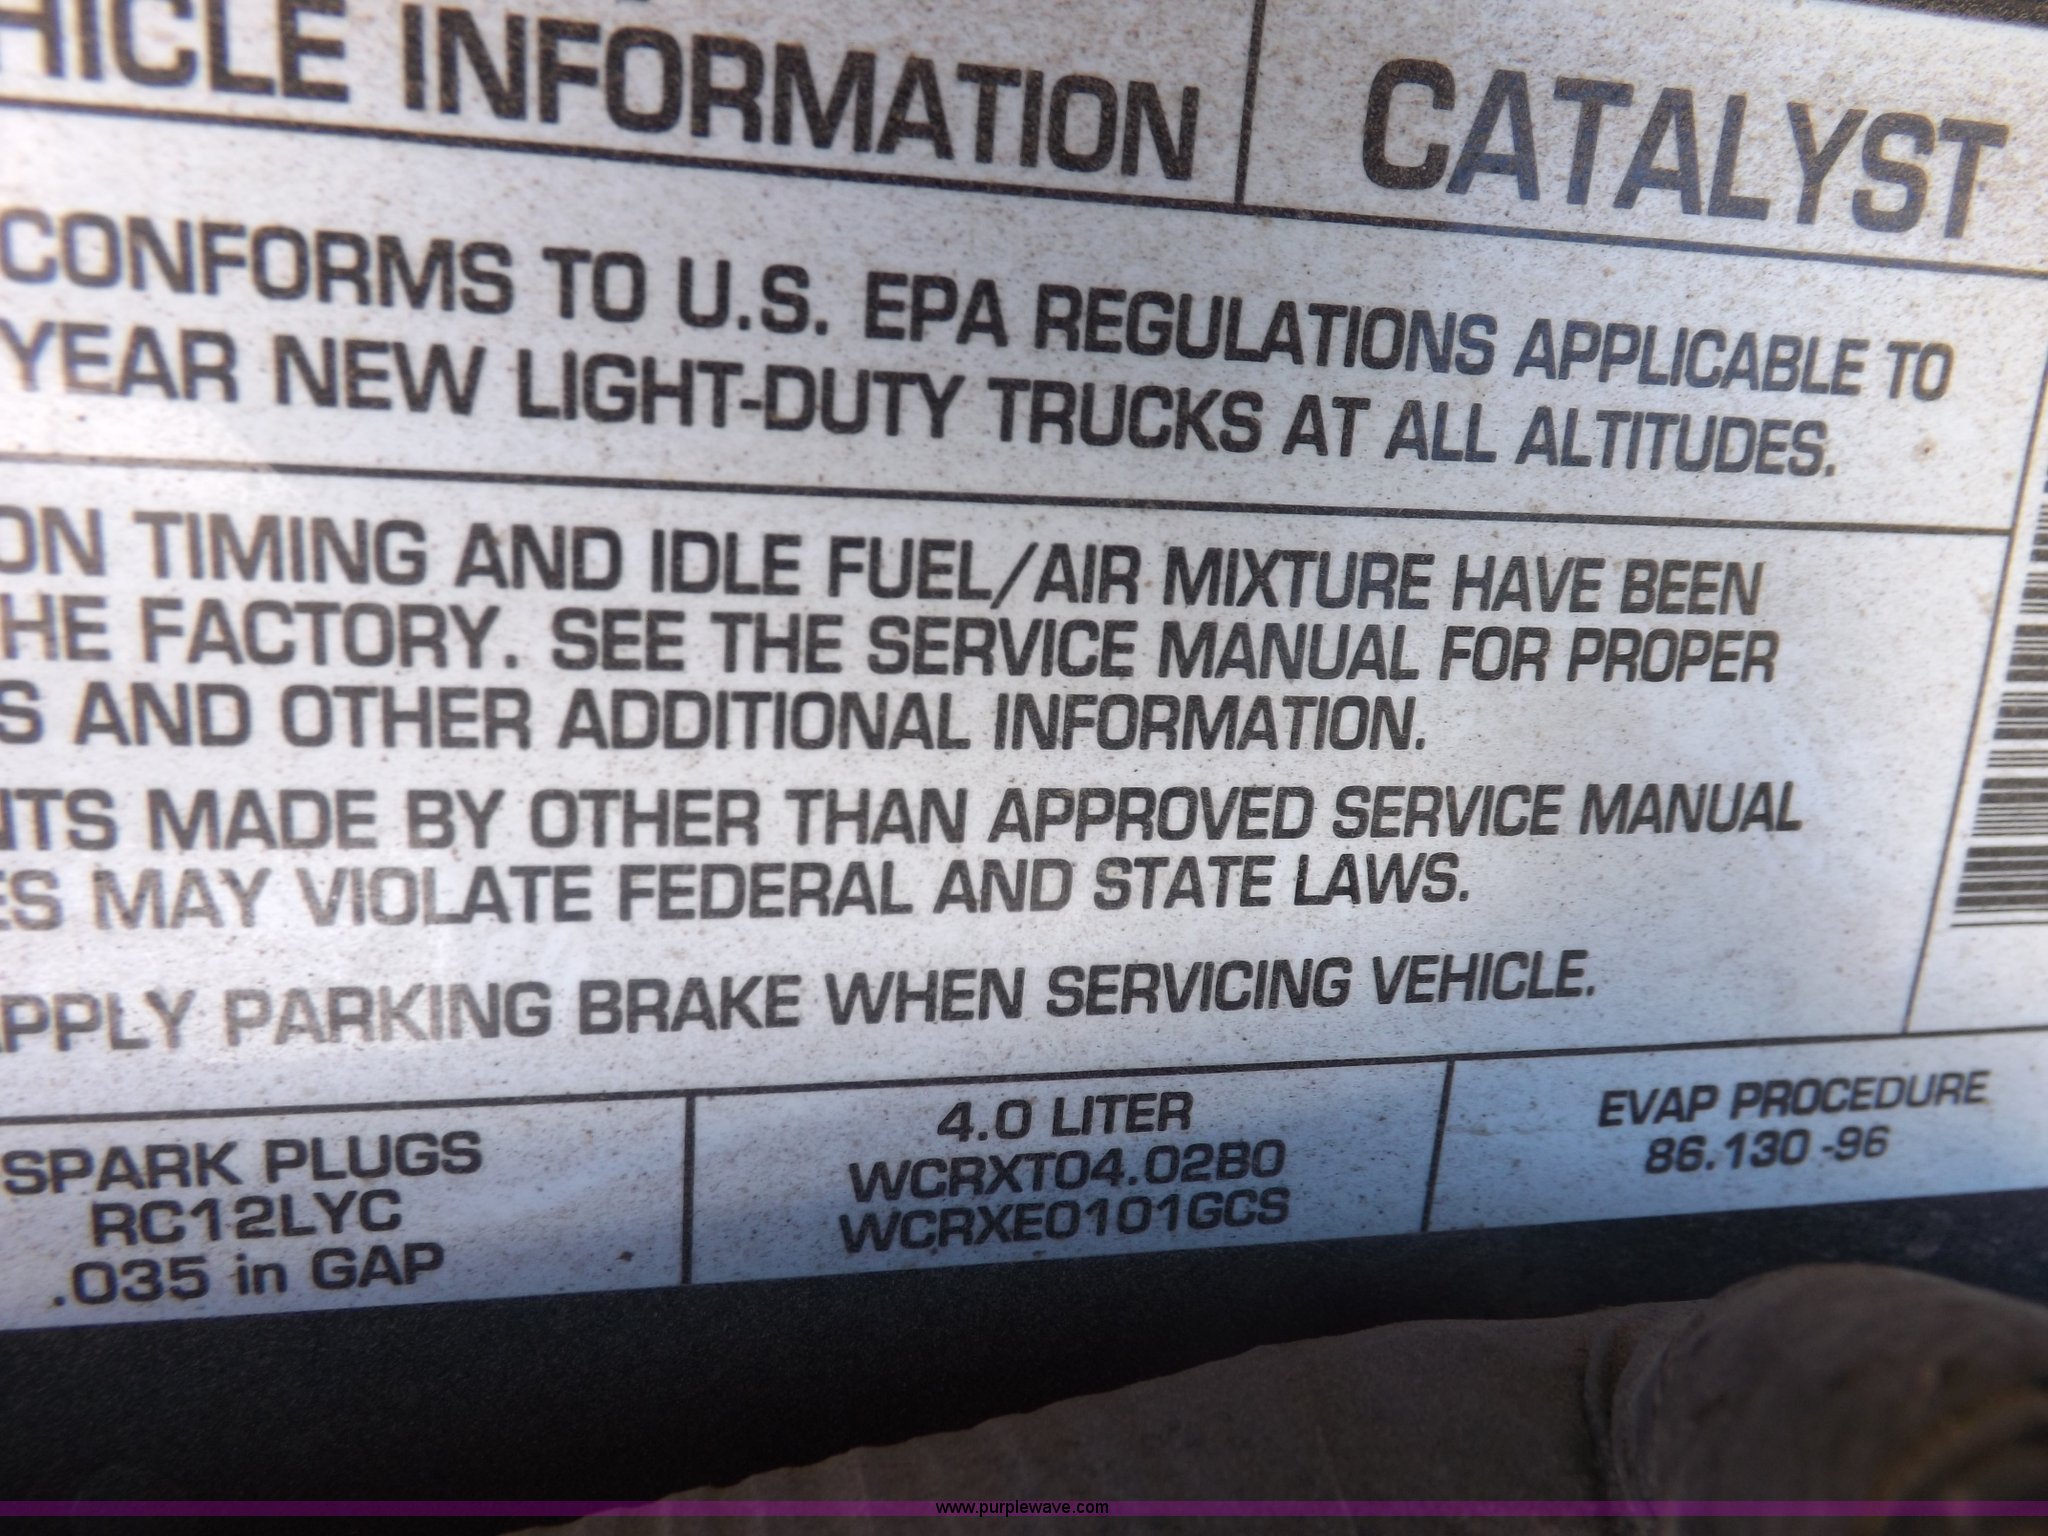 HICLE INFORMATION
CATALYST
CONFORMS TO U.S. EPA REGULATIONS APPLICABLE TO
YEAR NEW LIGHT-DUTY TRUCKS AT ALL ALTITUDES.
ON TIMING AND IDLE FUEL/AIR MIXTURE HAVE BEEN
HE FACTORY. SEE THE SERVICE MANUAL FOR PROPER
S AND OTHER ADDITIONAL INFORMATION.
NTS MADE BY OTHER THAN APPROVED SERVICE MANUAL
ES MAY VIOLATE FEDERAL AND STATE LAWS.
APPLY PARKING BRAKE WHEN SERVICING VEHICLE.
SPARK PLUGS
RC12LYC
.035 in GAP
4.0 LITER
WCRXT04.02B0
WCRXE0101GCS
EVAP PROCEDURE
86.130 -96
www.purplewave.com